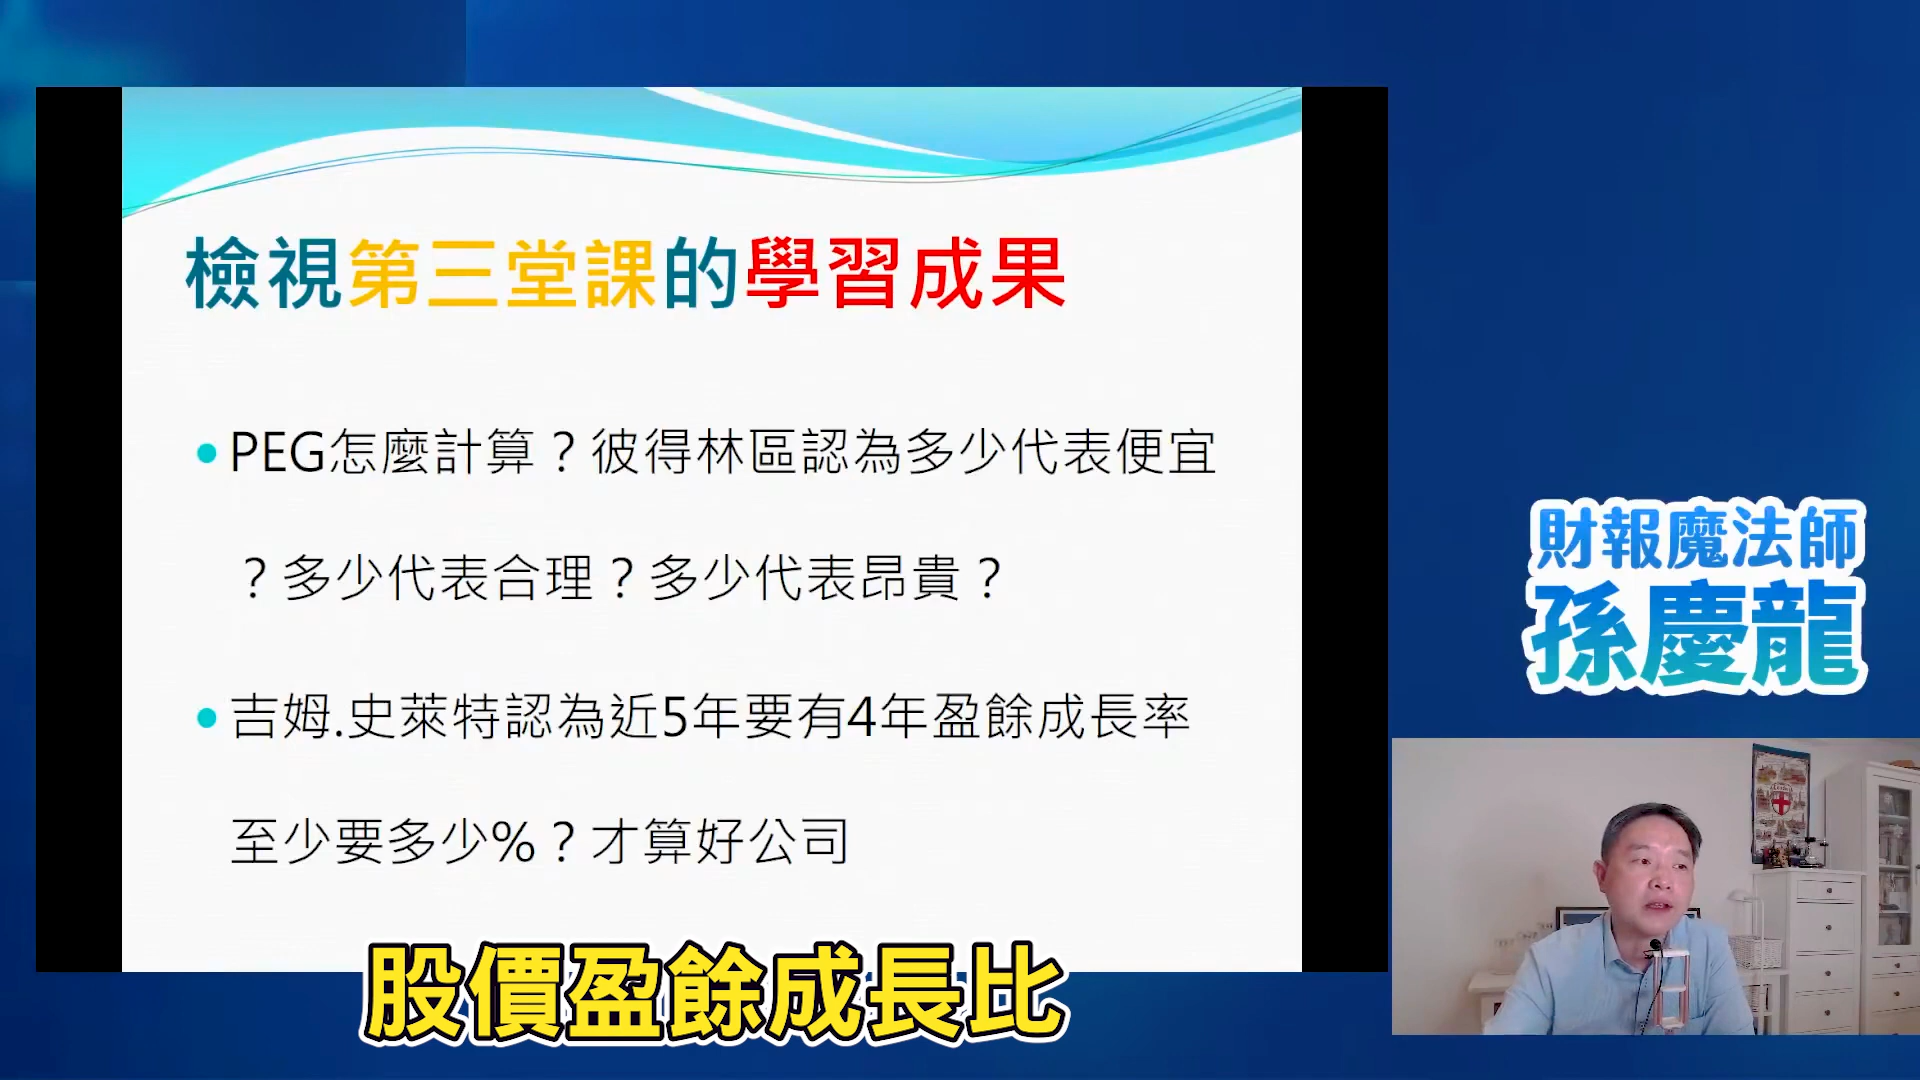 檢視第三堂課的學習成果
PEG怎麼計算？彼得林區認為多少代表便宜
？多少代表合理？多少代表昂貴？
吉姆.史萊特認為近5年要有4年盈餘成長率
至少要多少%？才算好公司
股價盈餘成長比
財報魔法師
孫慶龍